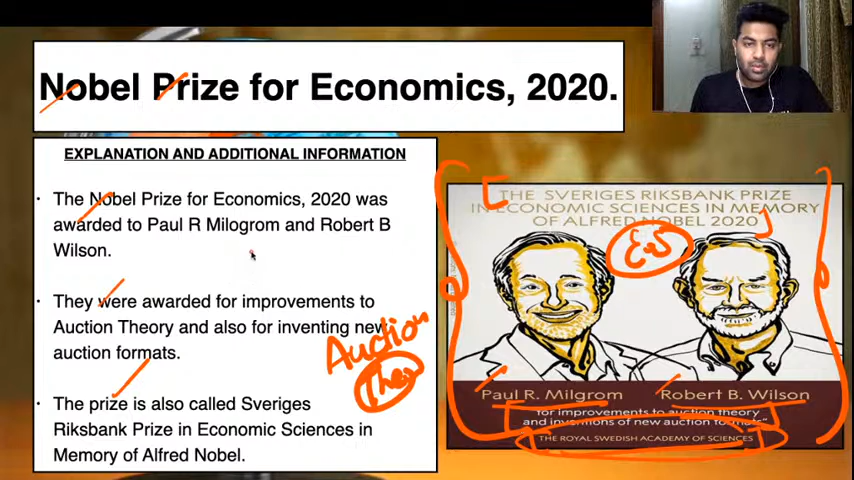 Nobel Prize for Economics, 2020.
EXPLANATION AND ADDITIONAL INFORMATION
· The Nobel Prize for Economics, 2020 was
awarded to Paul R Milogrom and Robert B
Wilson.
· They were awarded for improvements to
Auction Theory and also for inventing new
auction formats.
· The prize is also called Sveriges
Riksbank Prize in Economic Sciences in
Memory of Alfred Nobel.
Auction
THE SVERIGES RIKSBANK PRIZE
IN ECONOMIC SCIENCES IN MEMORY
OF ALFRED NOBEL 2020
Paul R. Milgrom
Robert B. Wilson
"for improvements to auction theory
and inventions of new auction formats"
THE ROYAL SWEDISH ACADEMY OF SCIENCES